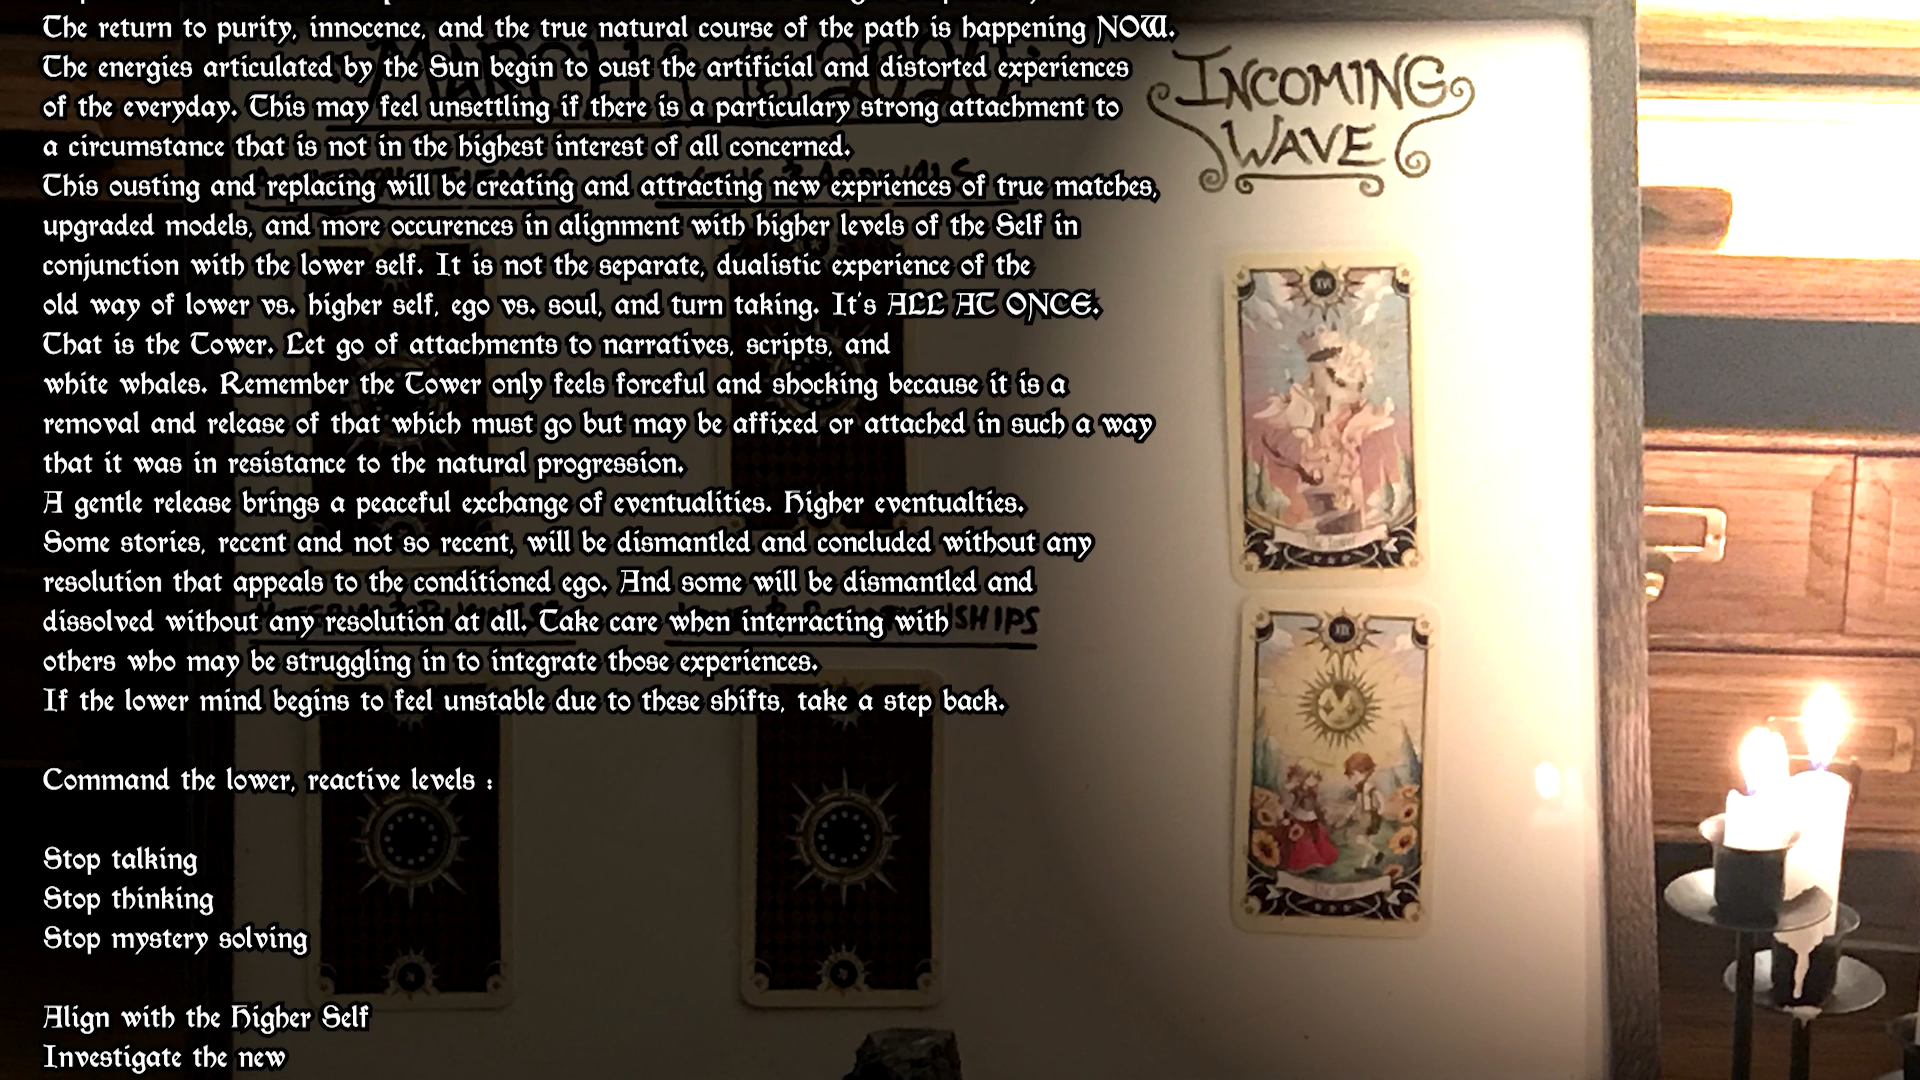 The return to purity, innocence, and the true natural course of the path is happening NOW.
The energies articulated by the Sun begin to oust the artificial and distorted experiences
of the everyday. This may feel unsettling if there is a particulary strong attachment to
a circumstance that is not in the highest interest of all concerned.
This ousting and replacing will be creating and attracting new expriences of true matches,
upgraded models, and more occurences in alignment with higher levels of the Self in
conjunction with the lower self. It is not the separate, dualistic experience of the
old way of lower vs. higher self, ego vs. soul, and turn taking. It's ALL AT ONCE.
That is the Tower. Let go of attachments to narratives, scripts, and
white whales. Remember the Tower only feels forceful and shocking because it is a
removal and release of that which must go but may be affixed or attached in such a way
that it was in resistance to the natural progression.
A gentle release brings a peaceful exchange of eventualities. Higher eventualties.
Some stories, recent and not so recent, will be dismantled and concluded without any
resolution that appeals to the conditioned ego. And some will be dismantled and
dissolved without any resolution at all. Take care when interracting with
others who may be struggling in to integrate those experiences.
If the lower mind begins to feel unstable due to these shifts, take a step back.
Command the lower, reactive levels :
Stop talking
Stop thinking
Stop mystery solving
Align with the Higher Self
Investigate the new
INCOMING
WAVE